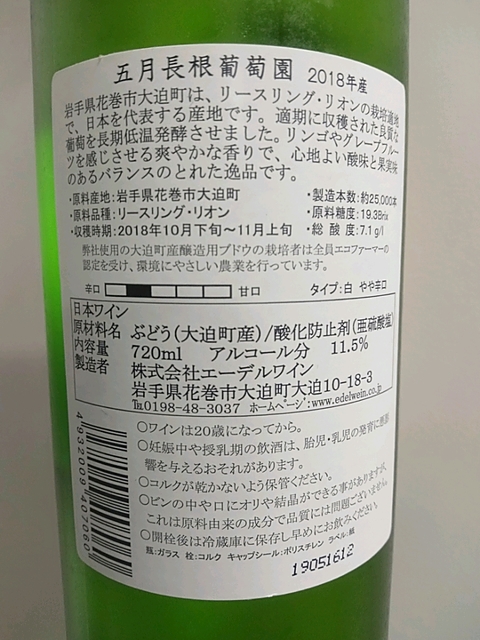 五月長根葡萄園 2018年産
岩手県花巻市大迫町は、リースリング・リオンの栽培適地
で、日本を代表する産地です。適期に収穫された良質な
葡萄を長期低温発酵させました。リンゴやグレープフルー
ツを感じさせる爽やかな香りで、心地よい酸味と果実味
のあるバランスのとれた逸品です。
・原料産地:岩手県花巻市大迫町 ・製造本数:約25,000本
・原料品種:リースリング・リオン ・原料糖度:19.3Brix
・収穫時期:2018年10月下旬〜11月上旬 ・総酸度:7.1g/l
弊社使用の大迫町産醸造用ブドウの栽培者は全員エコファーマーの
認定を受け、環境にやさしい農業を行っています。
辛口 甘口 タイプ:白 やや辛口
日本ワイン
原材料名 ぶどう(大迫町産)/酸化防止剤(亜硫酸塩)
内容量 720ml アルコール分 11.5%
製造者 株式会社エーデルワイン
岩手県花巻市大迫町大迫10-18-3
℡0198-48-3037 ホームページ:www.edelwein.co.jp
○ワインは20歳になってから。
○妊娠中や授乳期の飲酒は、胎児・乳児の発育に悪影
響を与えるおそれがあります。
○コルクが乾かないよう保管ください。
○ビンの中や口にオリや結晶ができる事がありますが、
これは原料由来の成分で品質には問題ございません。
○開栓後は冷蔵庫に保存し早めにお飲みください。
瓶:ガラス 栓:コルク キャップシール:ポリスチレン ラベル:紙
19051612
4932009407060